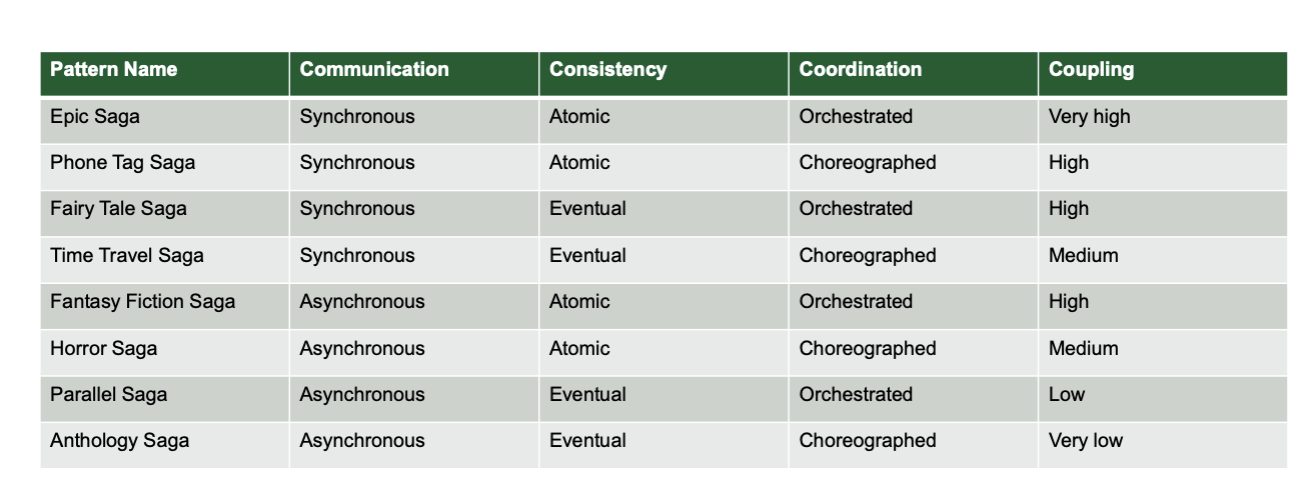 Pattern Name Communication Consistency Coordination Coupling
Epic Saga Synchronous Atomic Orchestrated Very high
Phone Tag Saga Synchronous Atomic Choreographed High
Fairy Tale Saga Synchronous Eventual Orchestrated High
Time Travel Saga Synchronous Eventual Choreographed Medium
Fantasy Fiction Saga Asynchronous Atomic Orchestrated High
Horror Saga Asynchronous Atomic Choreographed Medium
Parallel Saga Asynchronous Eventual Orchestrated Low
Anthology Saga Asynchronous Eventual Choreographed Very low